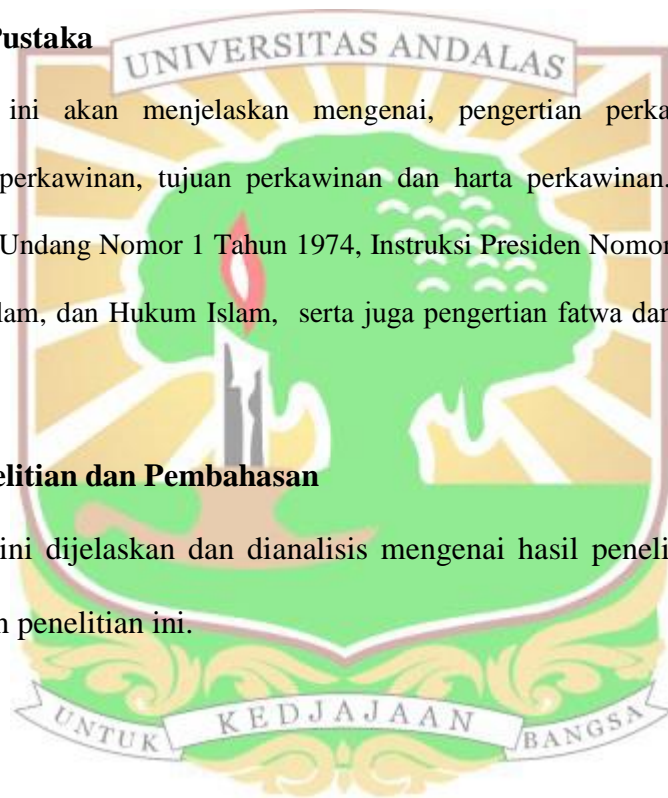 Pustaka
UNIVERSITAS ANDALAS
ini akan menjelaskan mengenai, pengertian perka
perkawinan, tujuan perkawinan dan harta perkawinan.
Undang Nomor 1 Tahun 1974, Instruksi Presiden Nomor
lam, dan Hukum Islam, serta juga pengertian fatwa dan
elitian dan Pembahasan
ini dijelaskan dan dianalisis mengenai hasil peneli
n penelitian ini.
UNTUK KEDJAJAAN BANGSA